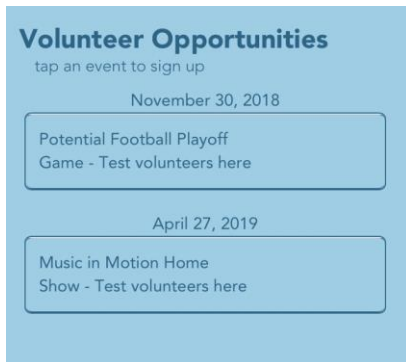 Volunteer Opportunities
tap an event to sign up
November 30, 2018
Potential Football Playoff
Game - Test volunteers here
April 27, 2019
Music in Motion Home
Show - Test volunteers here